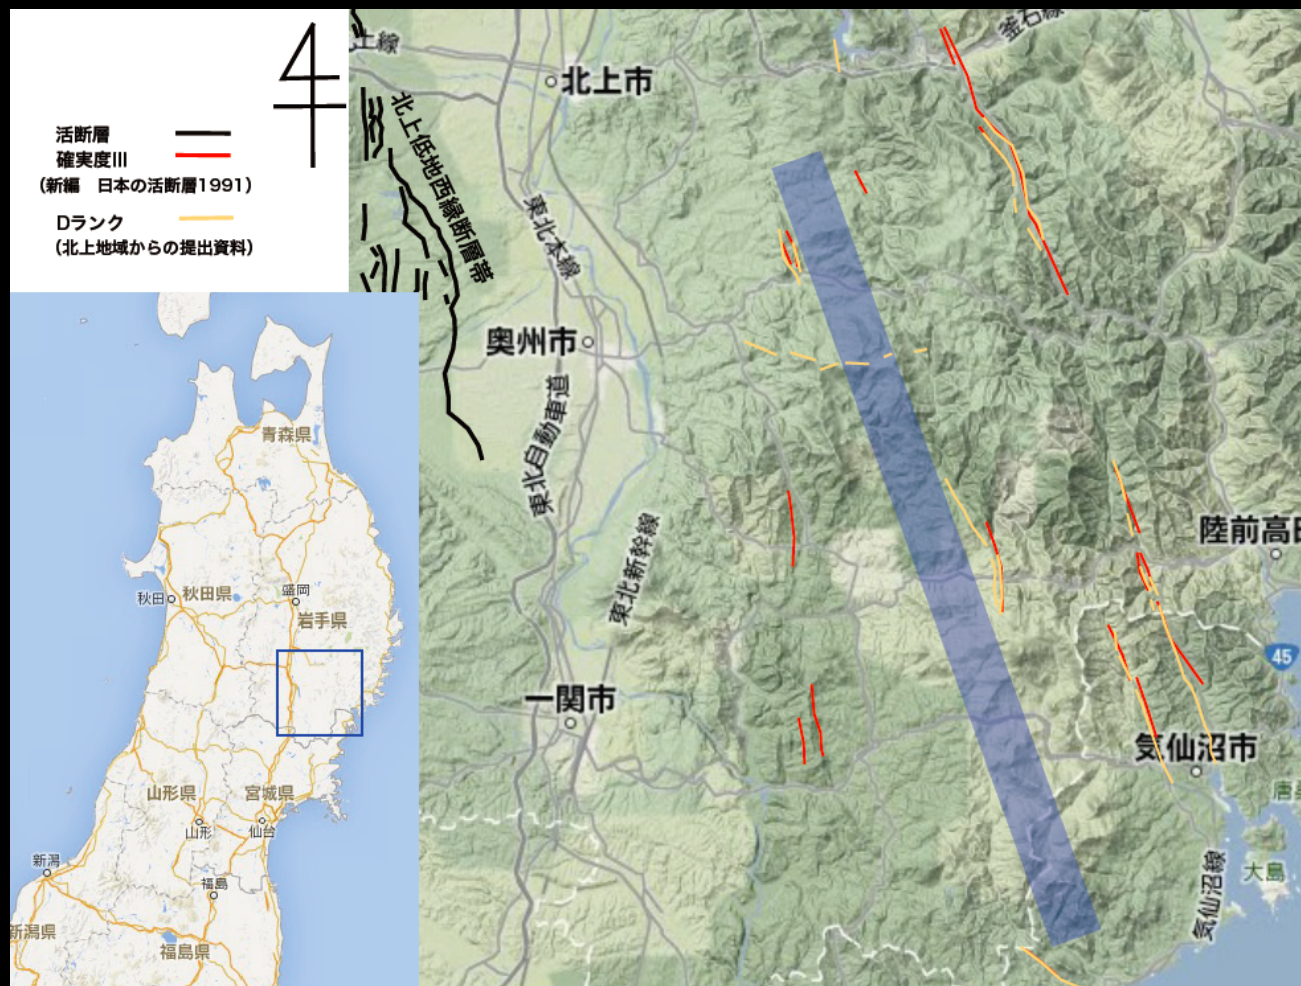 活断層
確実度III
(新編 日本の活断層1991)
Dランク
(北上地域からの提出資料)
土線
釜石線
北上市
北上低地西縁断層帯
東北本線
奥州市
東北自動車道
東北新幹線
陸前高田
45
一関市
気仙沼市
大島
気仙沼線
青森県
秋田
秋田県
盛岡
岩手県
山形県
宮城県
山形
仙台
新潟
福島
新潟県
福島県